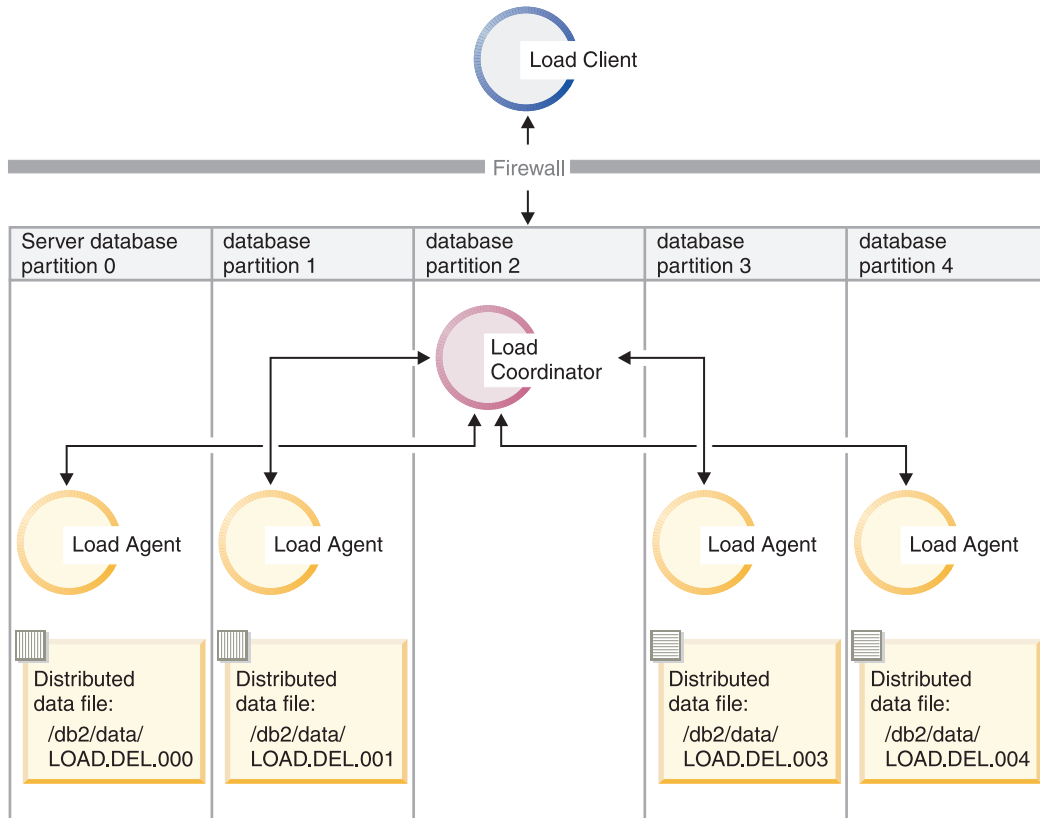 Load Client
Firewall
Server database
partition 0
database
partition 1
database
partition 2
database
partition 3
database
partition 4
Load
Coordinator
Load Agent
Load Agent
Load Agent
Load Agent
Distributed
data file:
/db2/data/
LOAD.DEL.000
Distributed
data file:
/db2/data/
LOAD.DEL.001
Distributed
data file:
/db2/data/
LOAD.DEL.003
Distributed
data file:
/db2/data/
LOAD.DEL.004